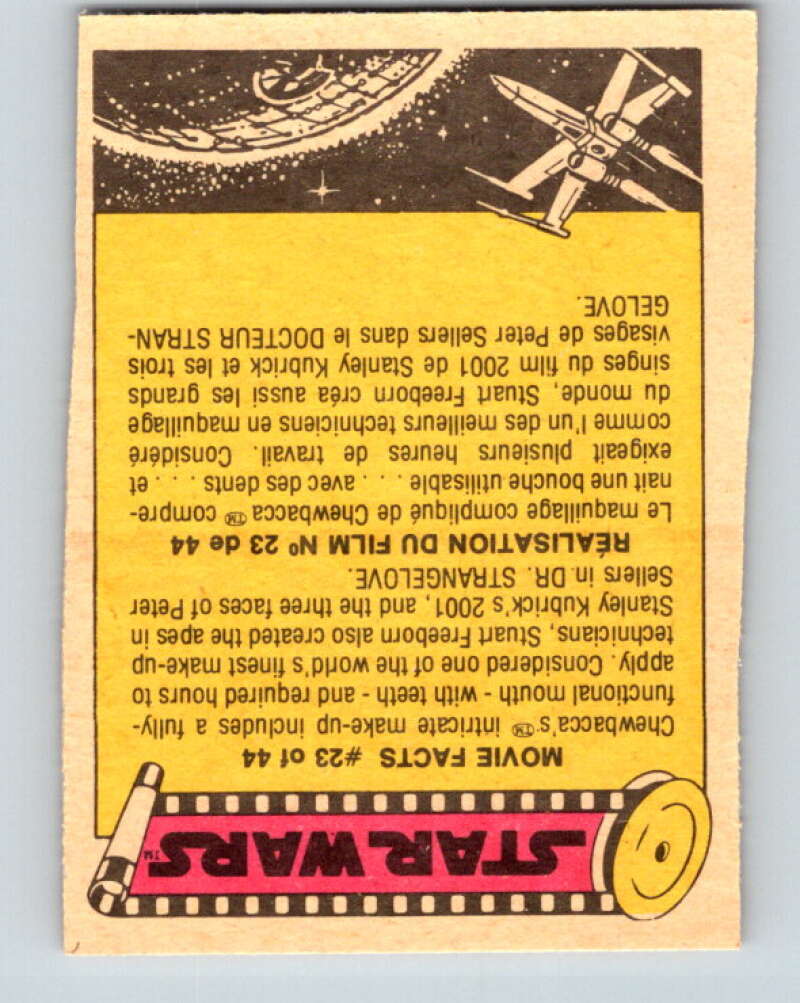 STAR WARS™
MOVIE FACTS #23 of 44
Chewbacca's™ intricate make-up includes a fully-
functional mouth - with teeth - and required hours to
apply. Considered one of the world's finest make-up
technicians, Stuart Freeborn also created the apes in
Stanley Kubrick's 2001, and the three faces of Peter
Sellers in DR. STRANGELOVE.
RÉALISATION DU FILM Nº 23 de 44
Le maquillage compliqué de Chewbacca™ compre-
nait une bouche utilisable . . . avec des dents . . . et
exigeait plusieurs heures de travail. Considéré
comme l'un des meilleurs techniciens en maquillage
du monde, Stuart Freeborn créa aussi les grands
singes du film 2001 de Stanley Kubrick et les trois
visages de Peter Sellers dans le DOCTEUR STRAN-
GELOVE.